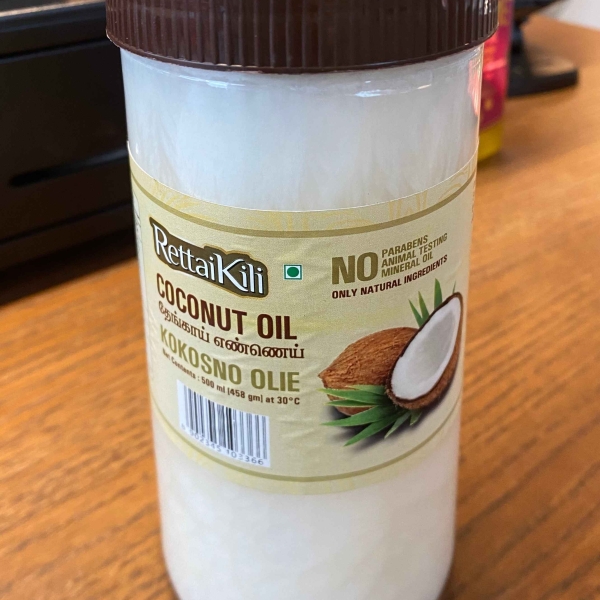 RettaiKili
COCONUT OIL
தேங்காய் எண்ணெய்
KOKOSNO OLIE
Net Contents : 500 ml (458 gm) at 30°C
NO PARABENS
ANIMAL TESTING
MINERAL OIL
ONLY NATURAL INGREDIENTS